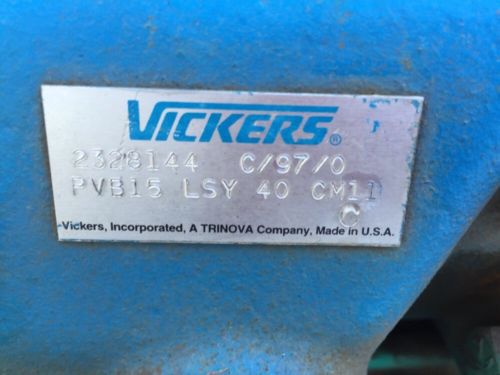 VICKERS®
2328144 C/97/0
PVB15 LSY 40 CM11
C
Vickers, Incorporated, A TRINOVA Company, Made in U.S.A.